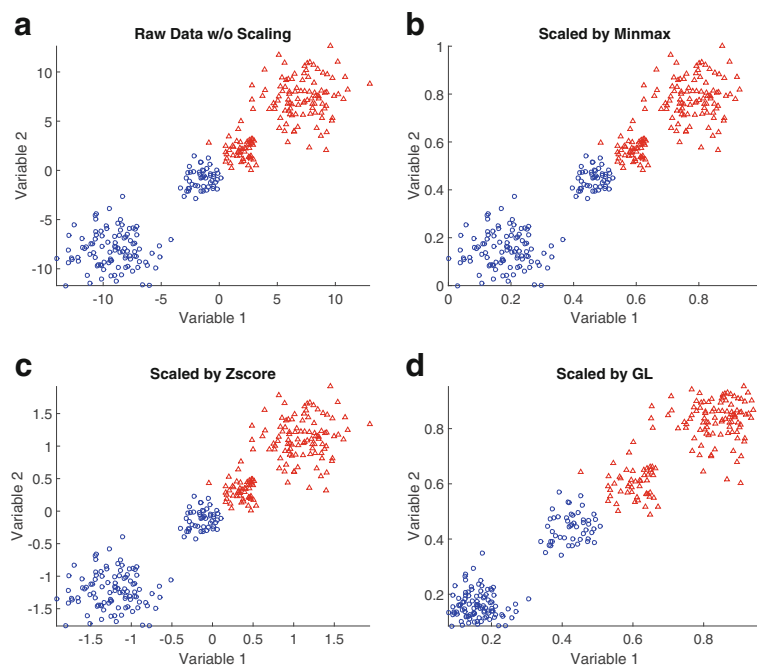 a
Raw Data w/o Scaling
10
5
0
-5
-10
Variable 2
-10
-5
0
5
10
Variable 1
b
Scaled by Minmax
1
0.8
0.6
0.4
0.2
0
Variable 2
0
0.2
0.4
0.6
0.8
Variable 1
c
Scaled by Zscore
1.5
1
0.5
0
-0.5
-1
-1.5
Variable 2
-1.5
-1
-0.5
0
0.5
1
1.5
Variable 1
d
Scaled by GL
0.8
0.6
0.4
0.2
Variable 2
0.2
0.4
0.6
0.8
Variable 1